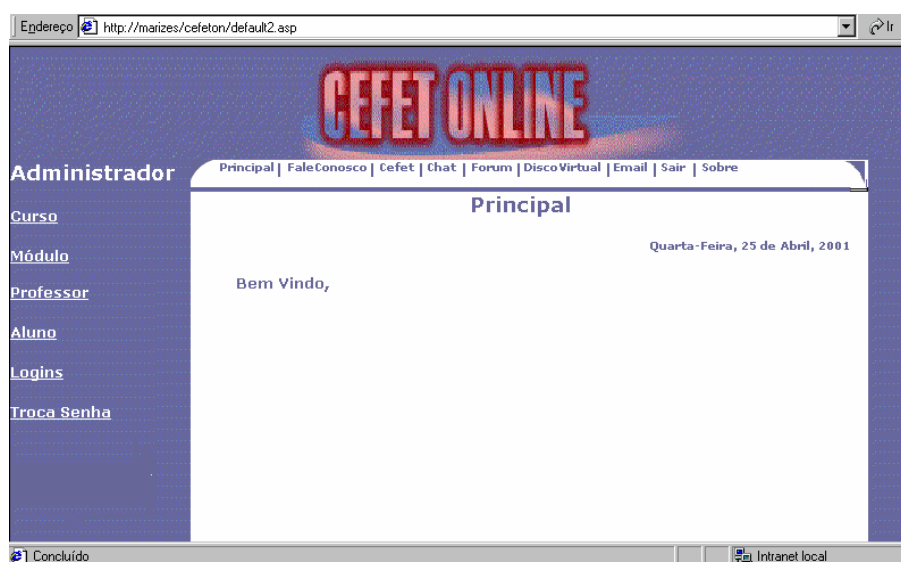 Endereço http://marizes/cefeton/default2.asp Ir
CEFET ONLINE
Administrador
Principal | FaleConosco | Cefet | Chat | Forum | DiscoVirtual | Email | Sair | Sobre
Principal
Curso
Quarta-Feira, 25 de Abril, 2001
Módulo
Bem Vindo,
Professor
Aluno
Logins
Troca Senha
Concluído Intranet local